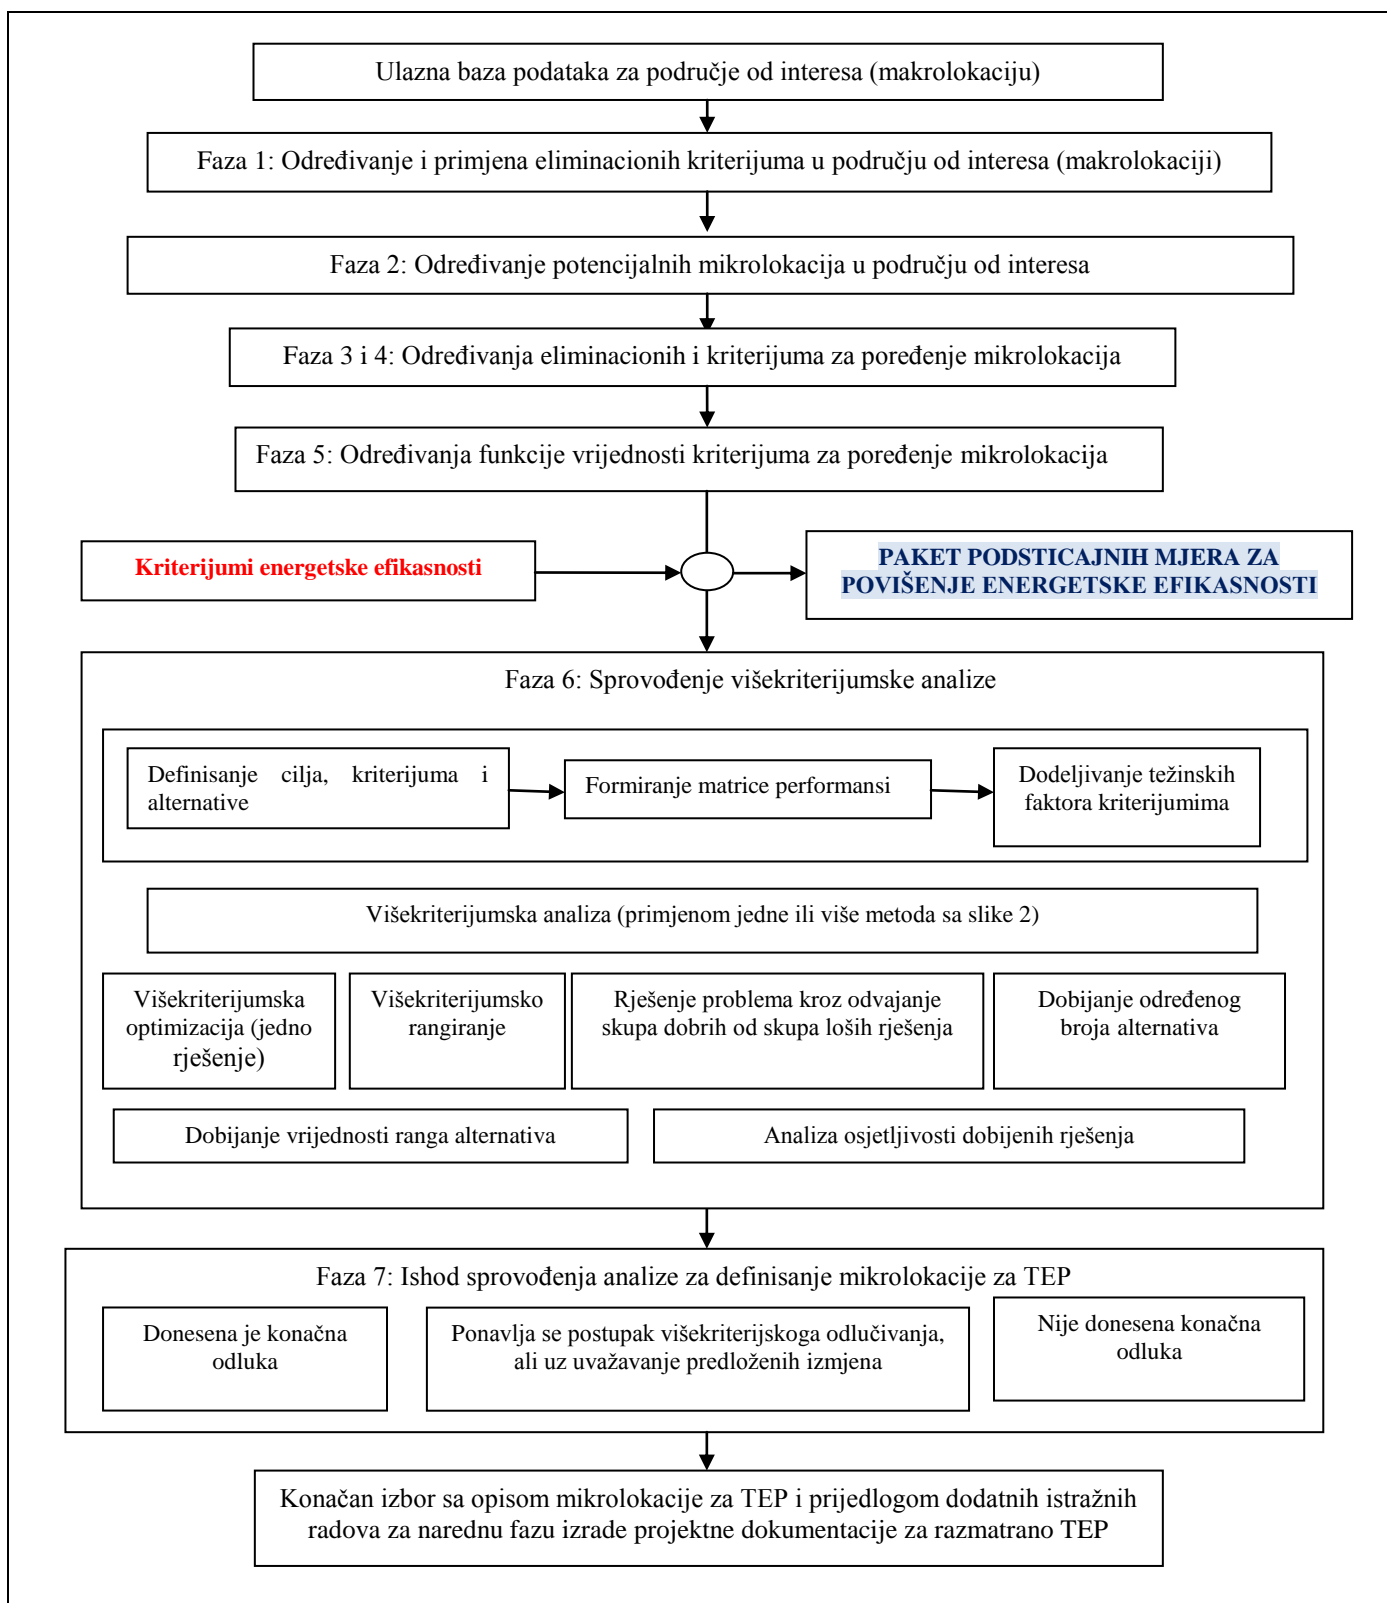 Ulazna baza podataka za područje od interesa (makrolokaciju)
Faza 1: Određivanje i primjena eliminacionih kriterijuma u području od interesa (makrolokaciji)
Faza 2: Određivanje potencijalnih mikrolokacija u području od interesa
Faza 3 i 4: Određivanja eliminacionih i kriterijuma za poređenje mikrolokacija
Faza 5: Određivanja funkcije vrijednosti kriterijuma za poređenje mikrolokacija
Kriterijumi energetske efikasnosti
PAKET PODSTICAJNIH MJERA ZA
POVIŠENJE ENERGETSKE EFIKASNOSTI
Faza 6: Sprovođenje višekriterijumske analize
Definisanje cilja, kriterijuma i
alternative
Formiranje matrice performansi
Dodeljivanje težinskih
faktora kriterijumima
Višekriterijumska analiza (primjenom jedne ili više metoda sa slike 2)
Višekriterijumska
optimizacija (jedno
rješenje)
Višekriterijumsko
rangiranje
Rješenje problema kroz odvajanje
skupa dobrih od skupa loših rješenja
Dobijanje određenog
broja alternativa
Dobijanje vrijednosti ranga alternativa
Analiza osjetljivosti dobijenih rješenja
Faza 7: Ishod sprovođenja analize za definisanje mikrolokacije za TEP
Donesena je konačna
odluka
Ponavlja se postupak višekriterijskoga odlučivanja,
ali uz uvažavanje predloženih izmjena
Nije donesena konačna
odluka
Konačan izbor sa opisom mikrolokacije za TEP i prijedlogom dodatnih istražnih
radova za narednu fazu izrade projektne dokumentacije za razmatrano TEP